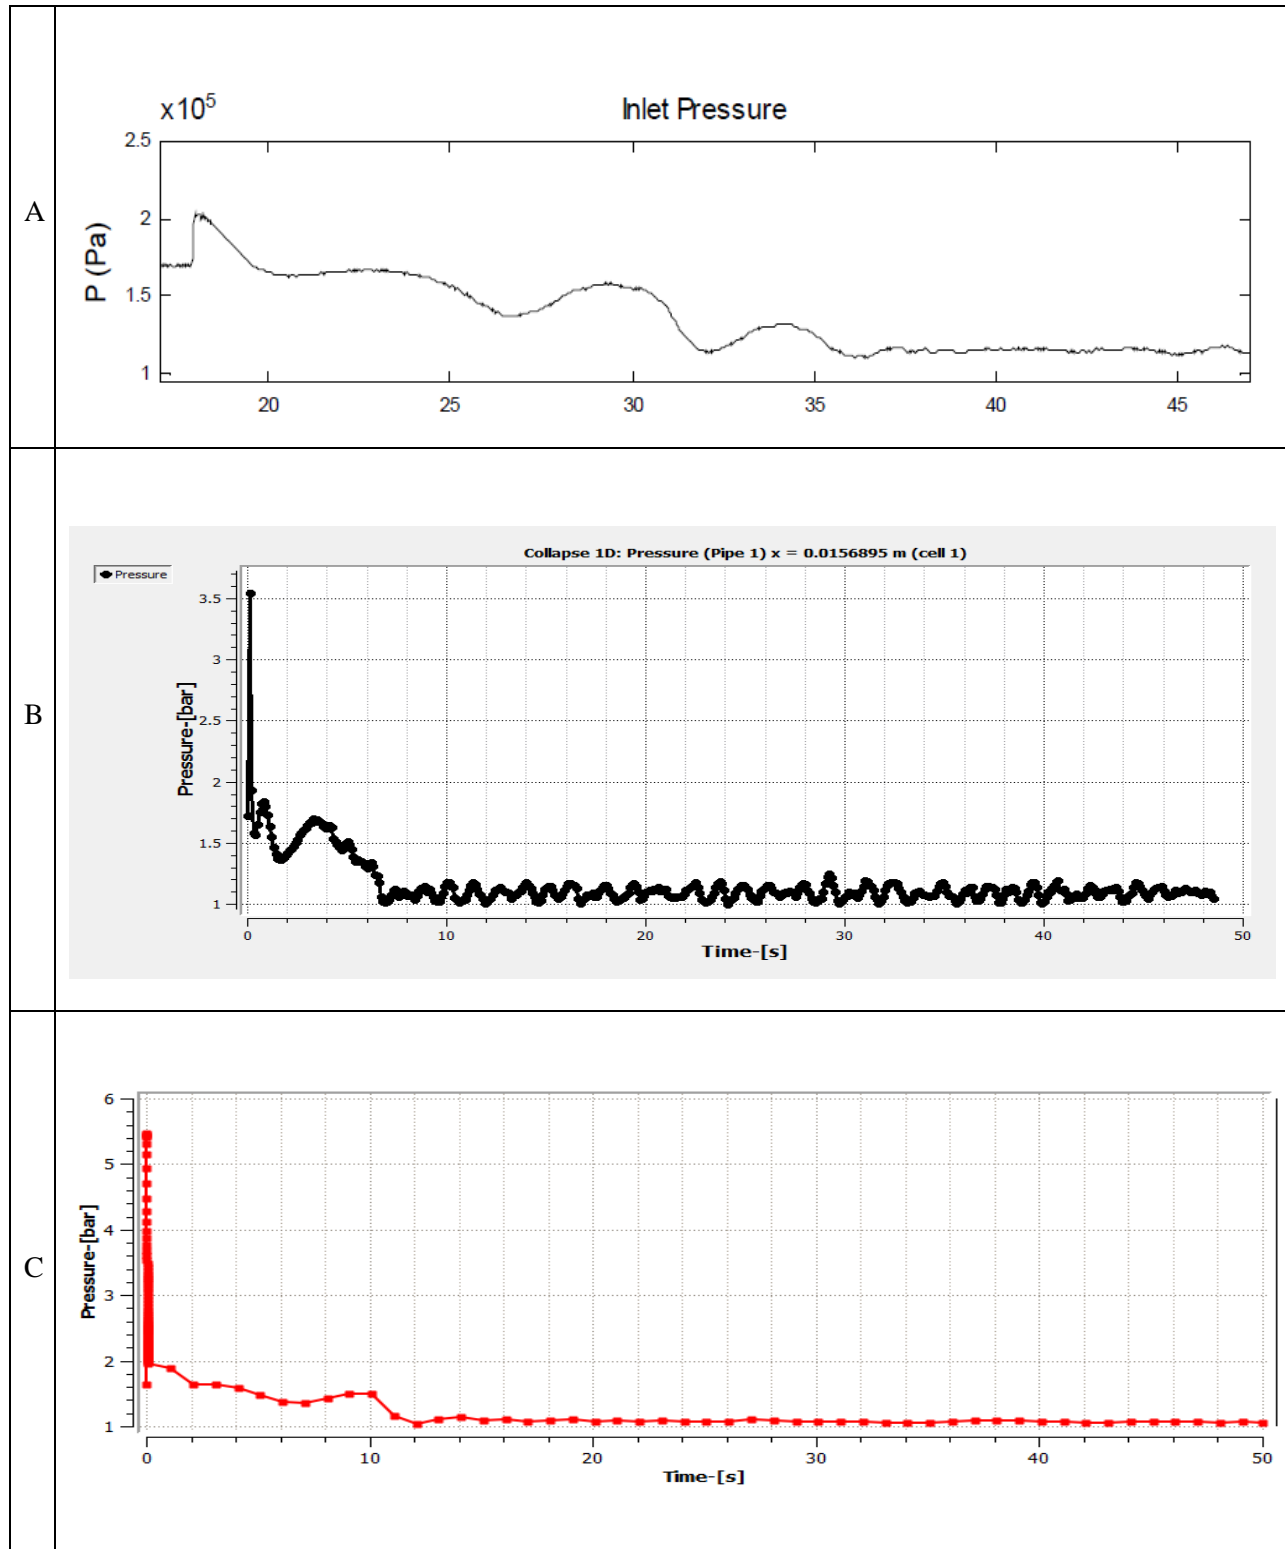 A
x10⁵
Inlet Pressure
2.5
2
1.5
1
P (Pa)
20 25 30 35 40 45
B
Collapse 1D: Pressure (Pipe 1) x = 0.0156895 m (cell 1)
Pressure
3.5
3
2.5
2
1.5
1
Pressure-[bar]
0 10 20 30 40 50
Time-[s]
C
6
5
4
3
2
1
Pressure-[bar]
0 10 20 30 40 50
Time-[s]